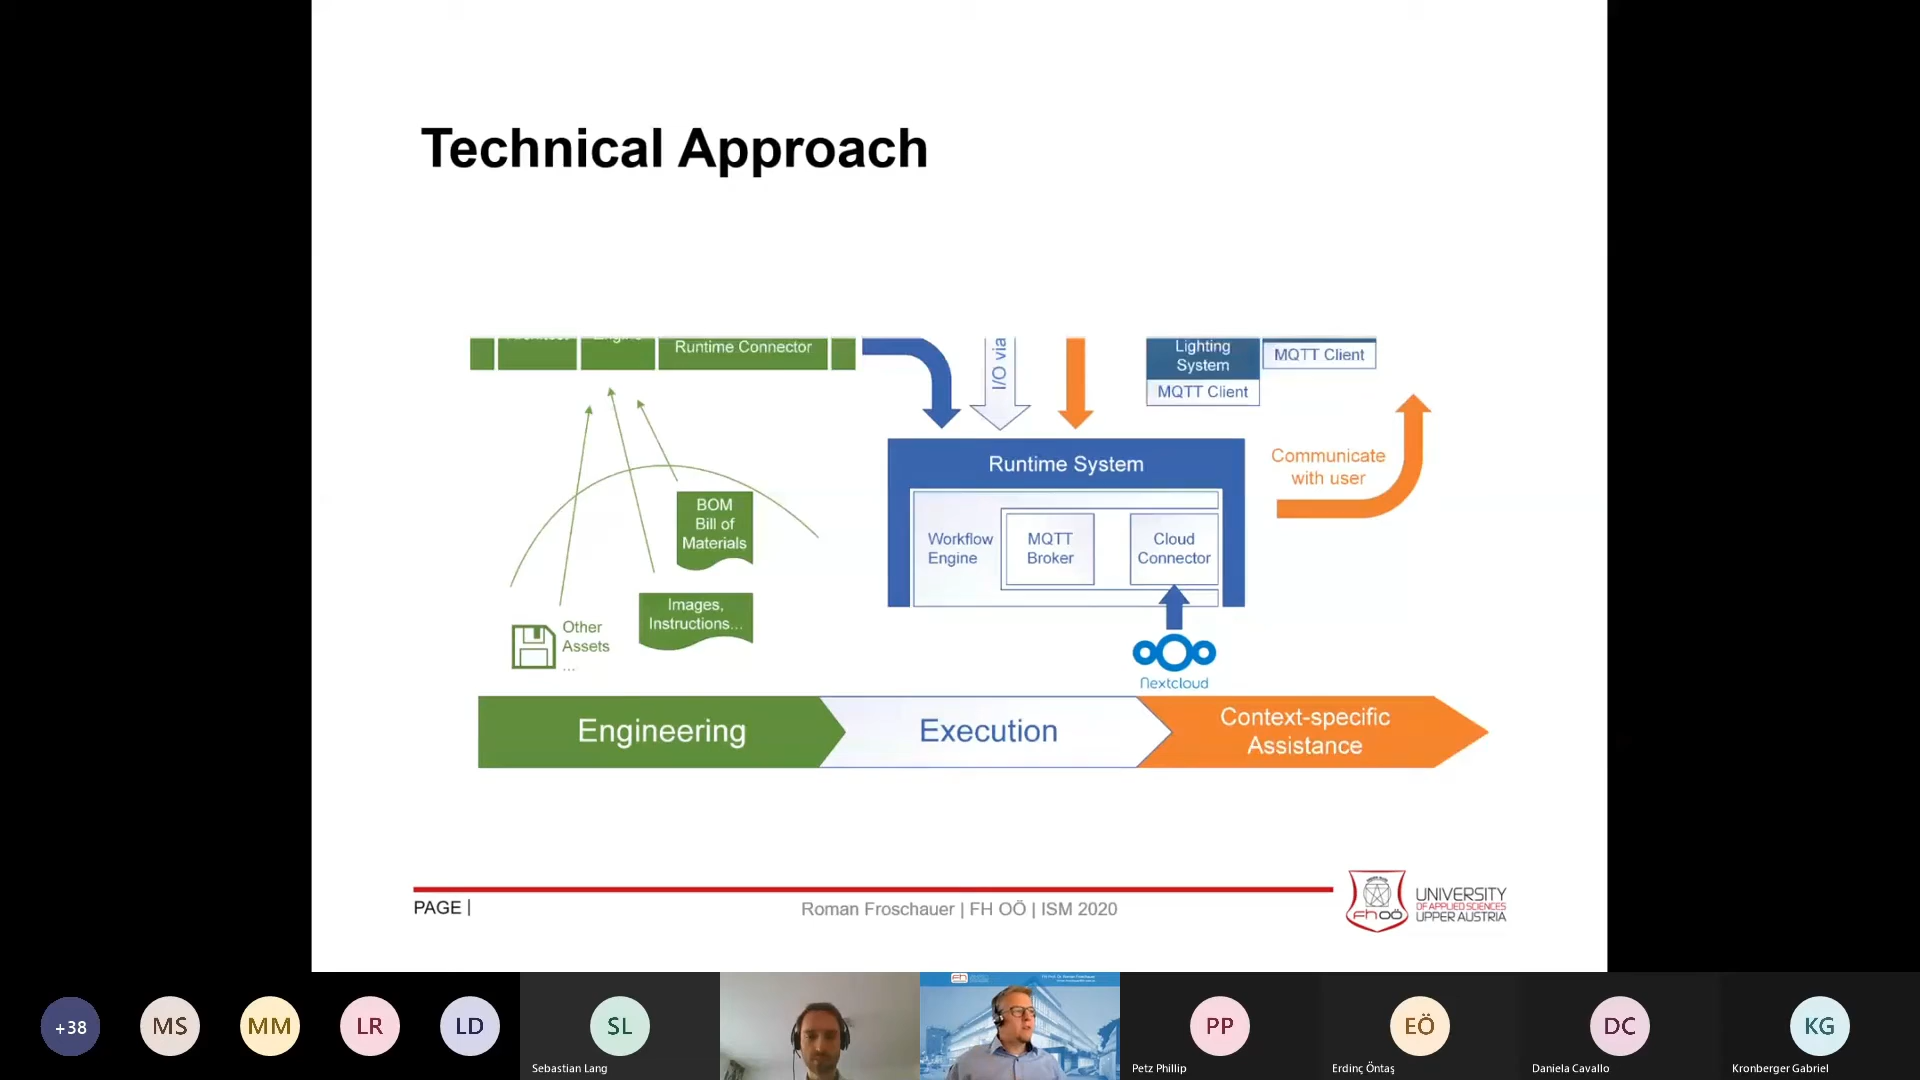 Technical Approach
Runtime Connector
I/O via
Lighting
System
MQTT Client
MQTT Client
Communicate
with user
Runtime System
Workflow
Engine
MQTT
Broker
Cloud
Connector
nextcloud
BOM
Bill of
Materials
Images,
Instructions...
Other
Assets
...
Engineering
Execution
Context-specific
Assistance
PAGE |
Roman Froschauer | FH OÖ | ISM 2020
fh oö
UNIVERSITY
OF APPLIED SCIENCES
UPPER AUSTRIA
+38
MS
MM
LR
LD
SL
Sebastian Lang
PP
Petz Phillip
EÖ
Erdinç Öntaş
DC
Daniela Cavallo
KG
Kronberger Gabriel